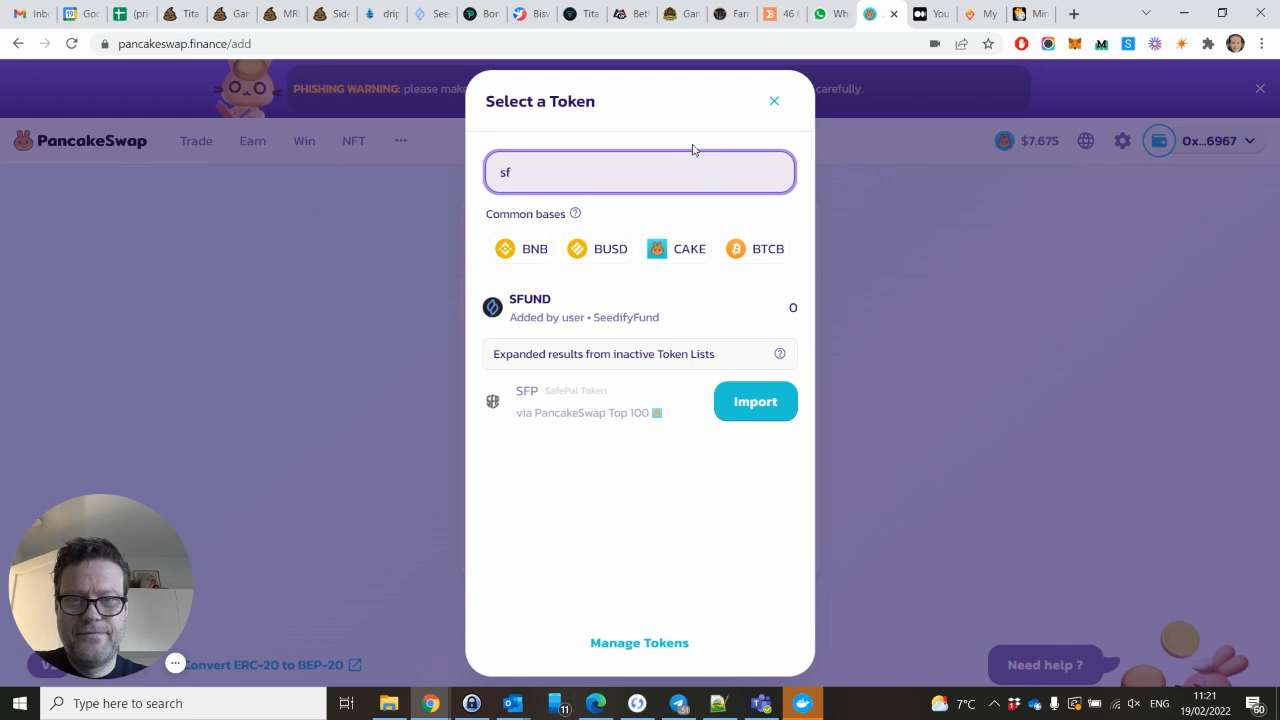 pancakeswap.finance/add
PHISHING WARNING: please mak
carefully.
PancakeSwap
Trade
Earn
Win
NFT
$7.675
0x...6967
Select a Token
sf
Common bases
BNB
BUSD
CAKE
BTCB
SFUND
Added by user • SeedifyFund
0
Expanded results from inactive Token Lists
SFP SafePal Token
via PancakeSwap Top 100
Import
Manage Tokens
Convert ERC-20 to BEP-20
Need help ?
Type here to search
11
51
7°C
ENG
11:21
19/02/2022
60